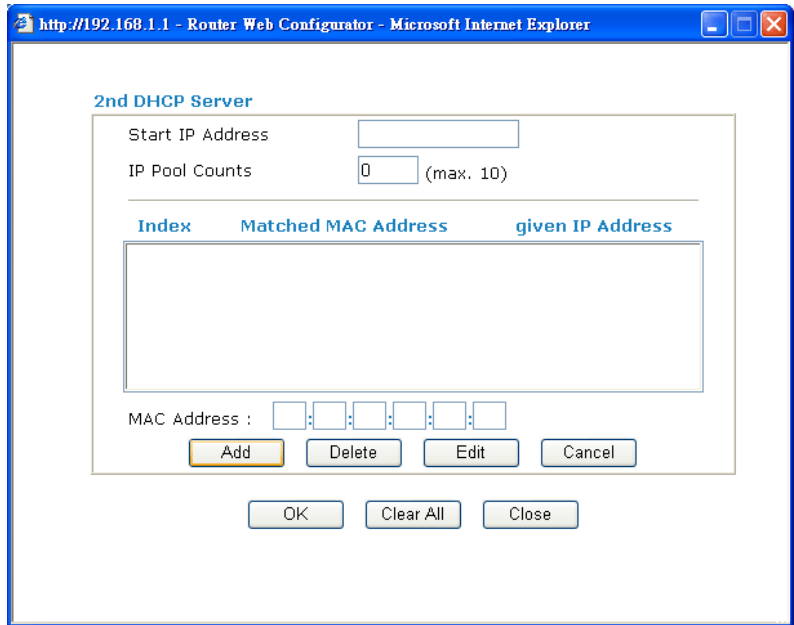 http://192.168.1.1 - Router Web Configurator - Microsoft Internet Explorer
2nd DHCP Server
Start IP Address
IP Pool Counts 0 (max. 10)
Index Matched MAC Address given IP Address
MAC Address : : : : : :
Add Delete Edit Cancel
OK Clear All Close